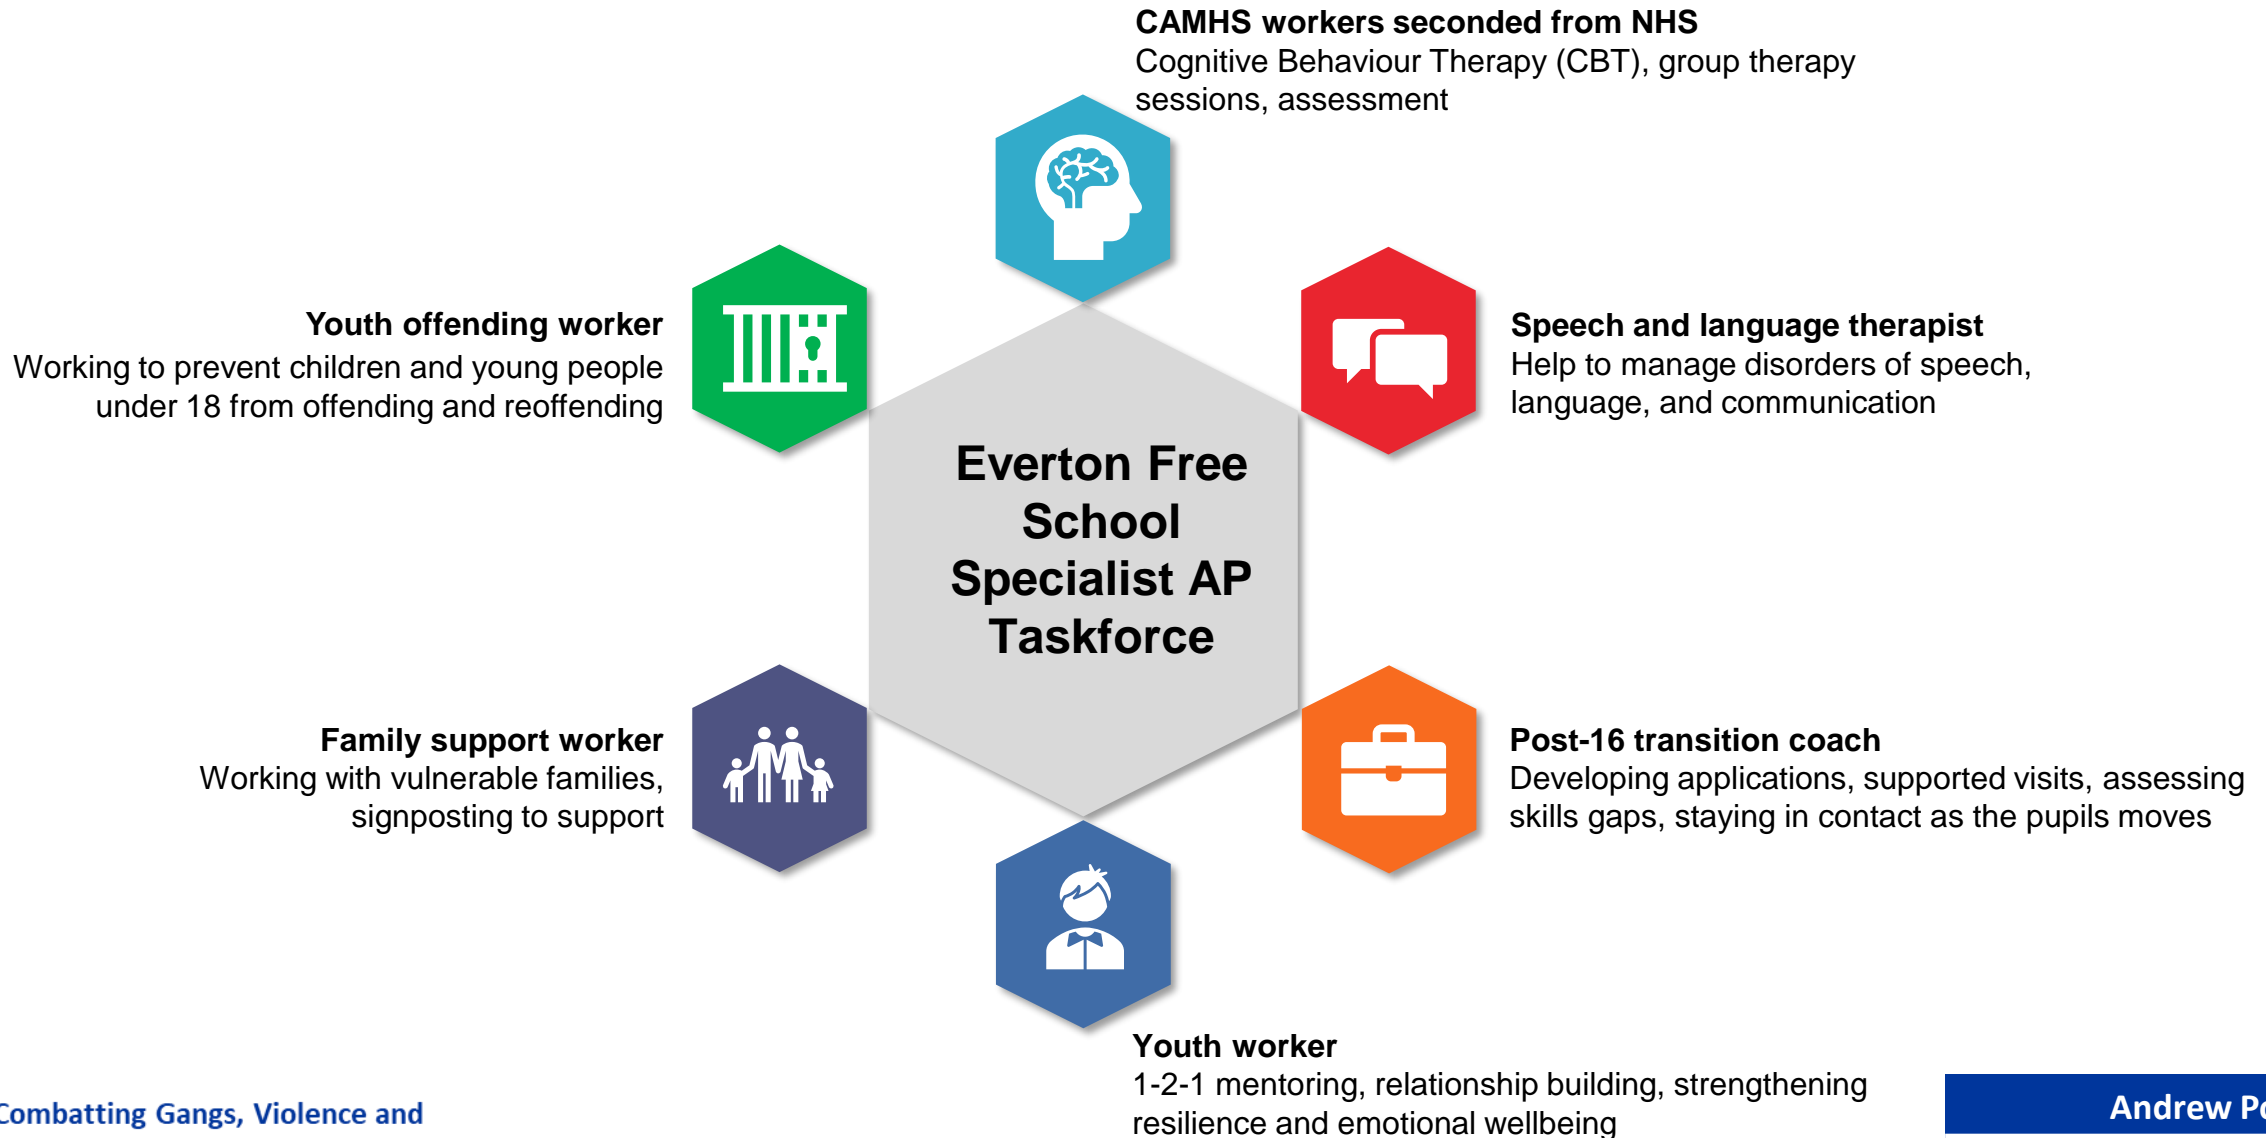 CAMHS workers seconded from NHS
Cognitive Behaviour Therapy (CBT), group therapy
sessions, assessment
Youth offending worker
Working to prevent children and young people
under 18 from offending and reoffending
Speech and language therapist
Help to manage disorders of speech,
language, and communication
Everton Free
School
Specialist AP
Taskforce
Family support worker
Working with vulnerable families,
signposting to support
Post-16 transition coach
Developing applications, supported visits, assessing
skills gaps, staying in contact as the pupils moves
Youth worker
1-2-1 mentoring, relationship building, strengthening
resilience and emotional wellbeing
Combatting Gangs, Violence and
Andrew